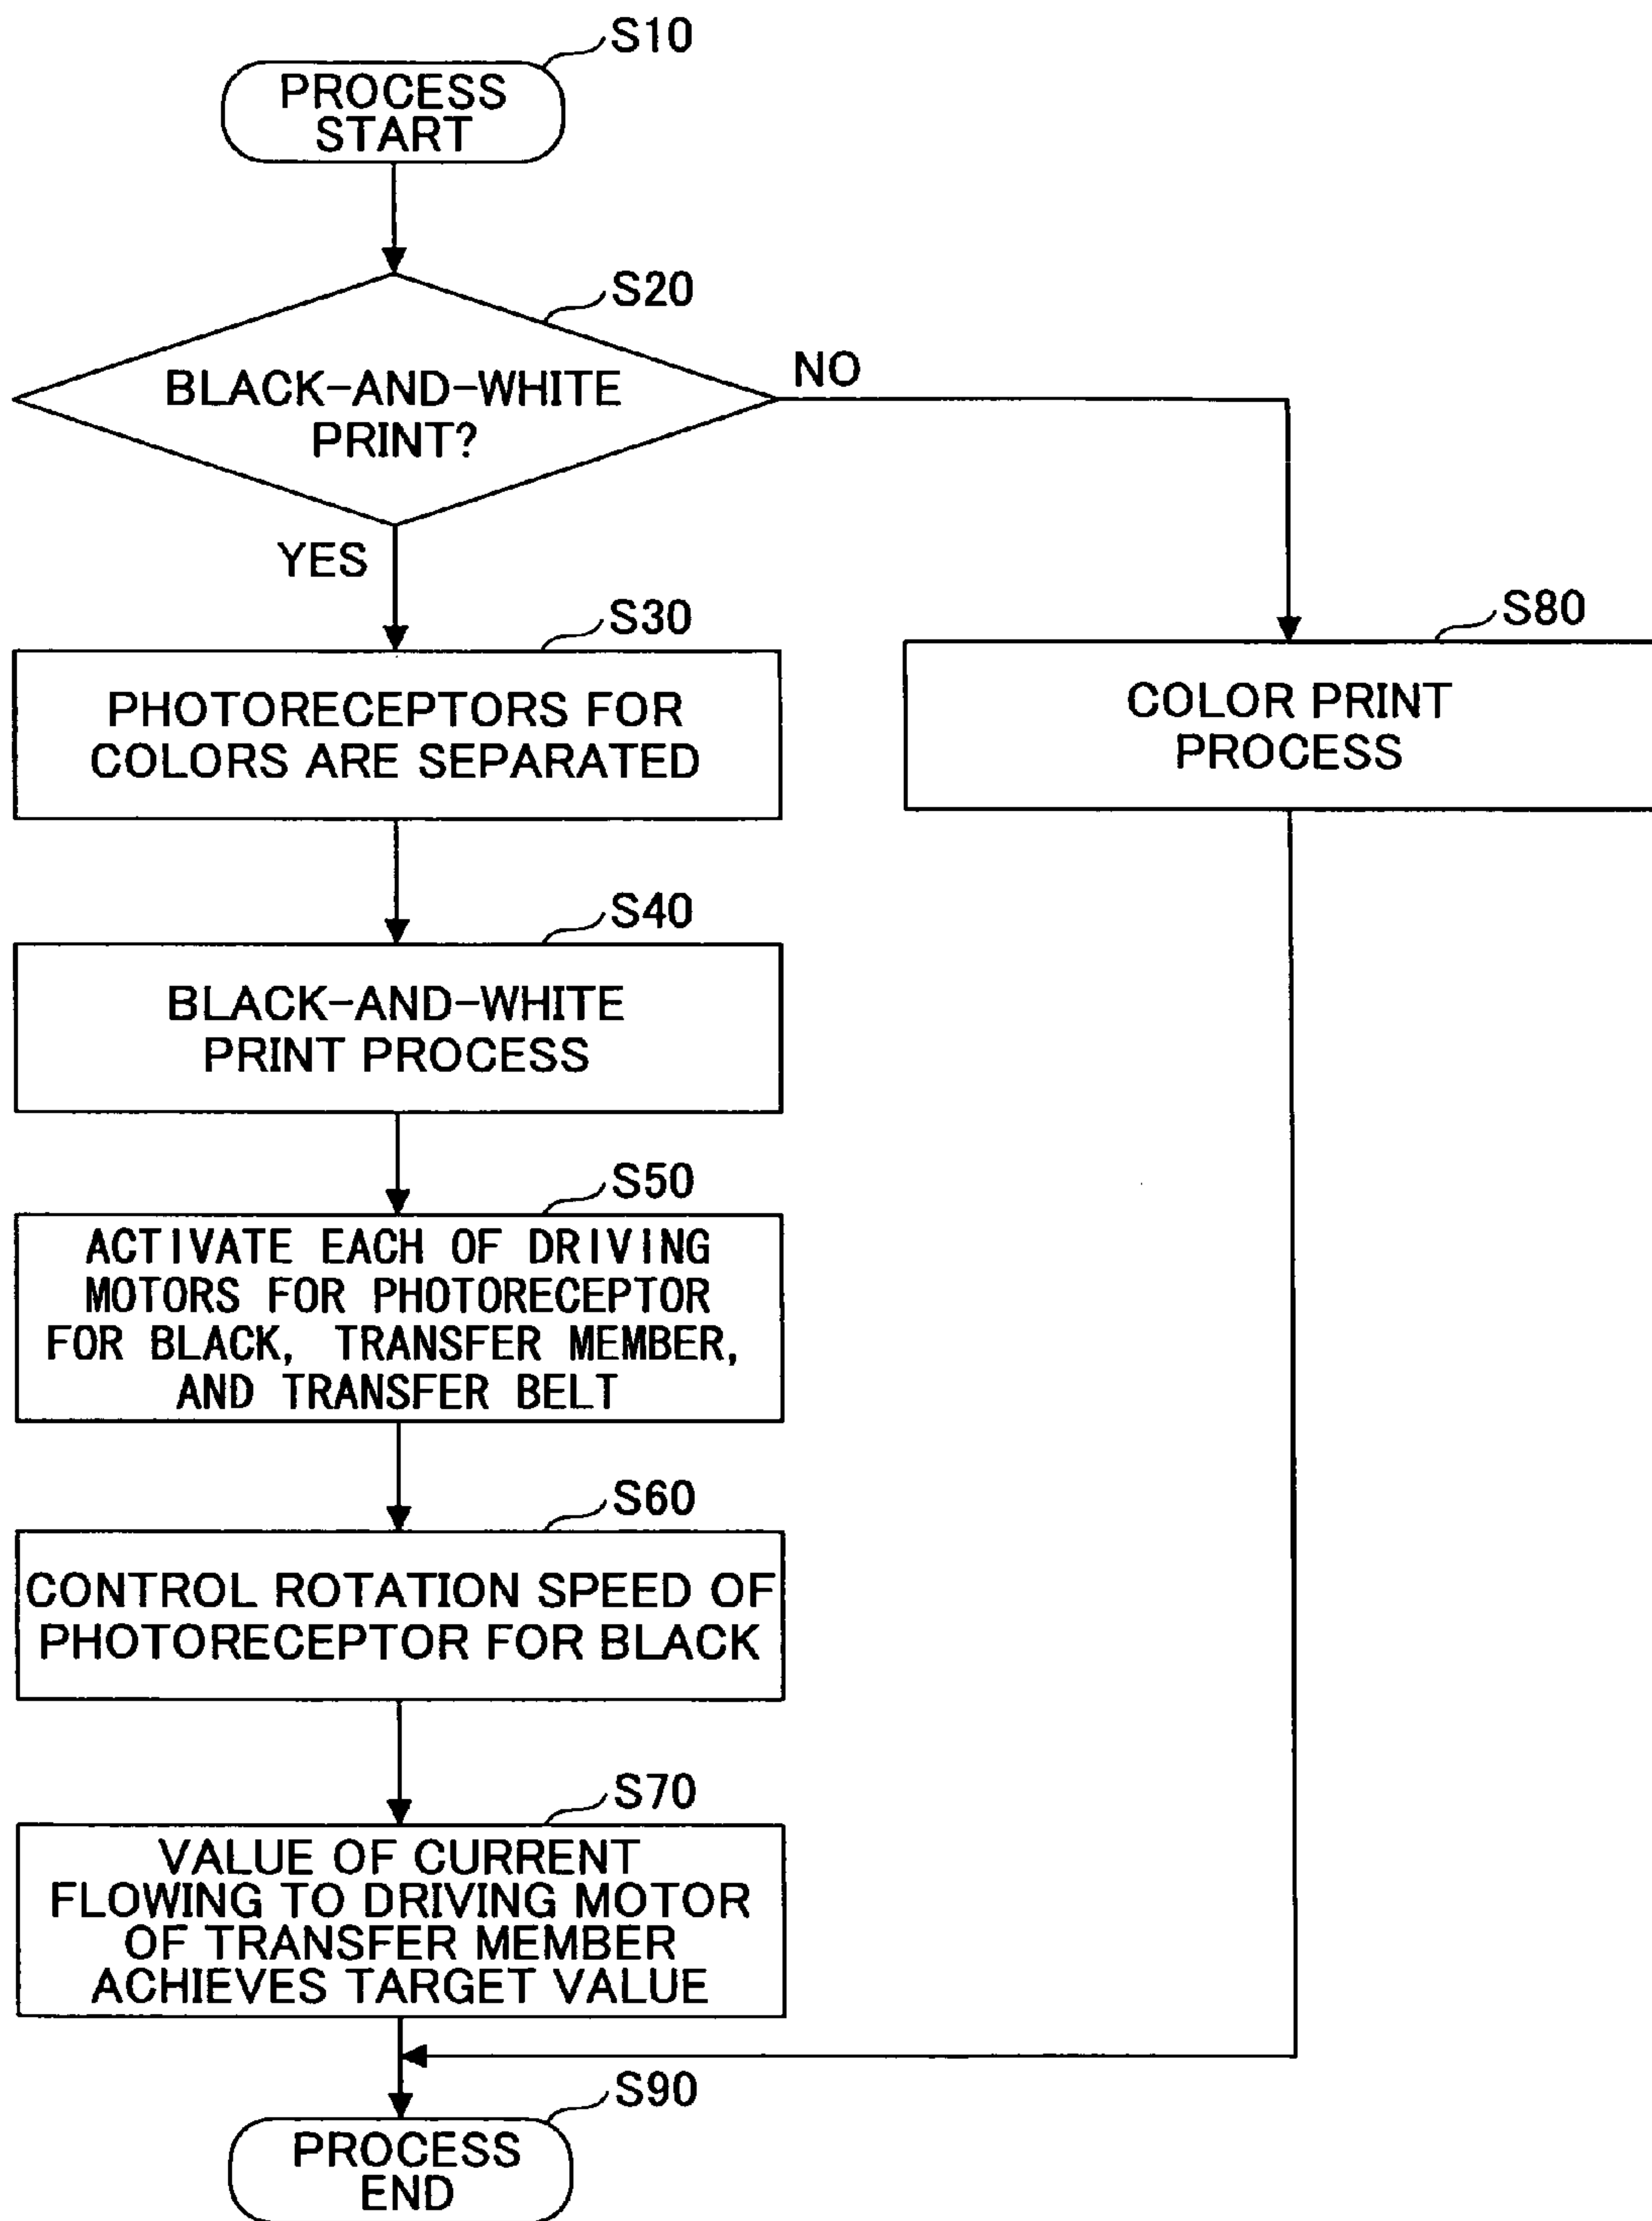 S10
PROCESS
START
S20
BLACK-AND-WHITE
PRINT?
NO
YES
S30
PHOTORECEPTORS FOR
COLORS ARE SEPARATED
S80
COLOR PRINT
PROCESS
S40
BLACK-AND-WHITE
PRINT PROCESS
S50
ACTIVATE EACH OF DRIVING
MOTORS FOR PHOTORECEPTOR
FOR BLACK, TRANSFER MEMBER,
AND TRANSFER BELT
S60
CONTROL ROTATION SPEED OF
PHOTORECEPTOR FOR BLACK
S70
VALUE OF CURRENT
FLOWING TO DRIVING MOTOR
OF TRANSFER MEMBER
ACHIEVES TARGET VALUE
S90
PROCESS
END